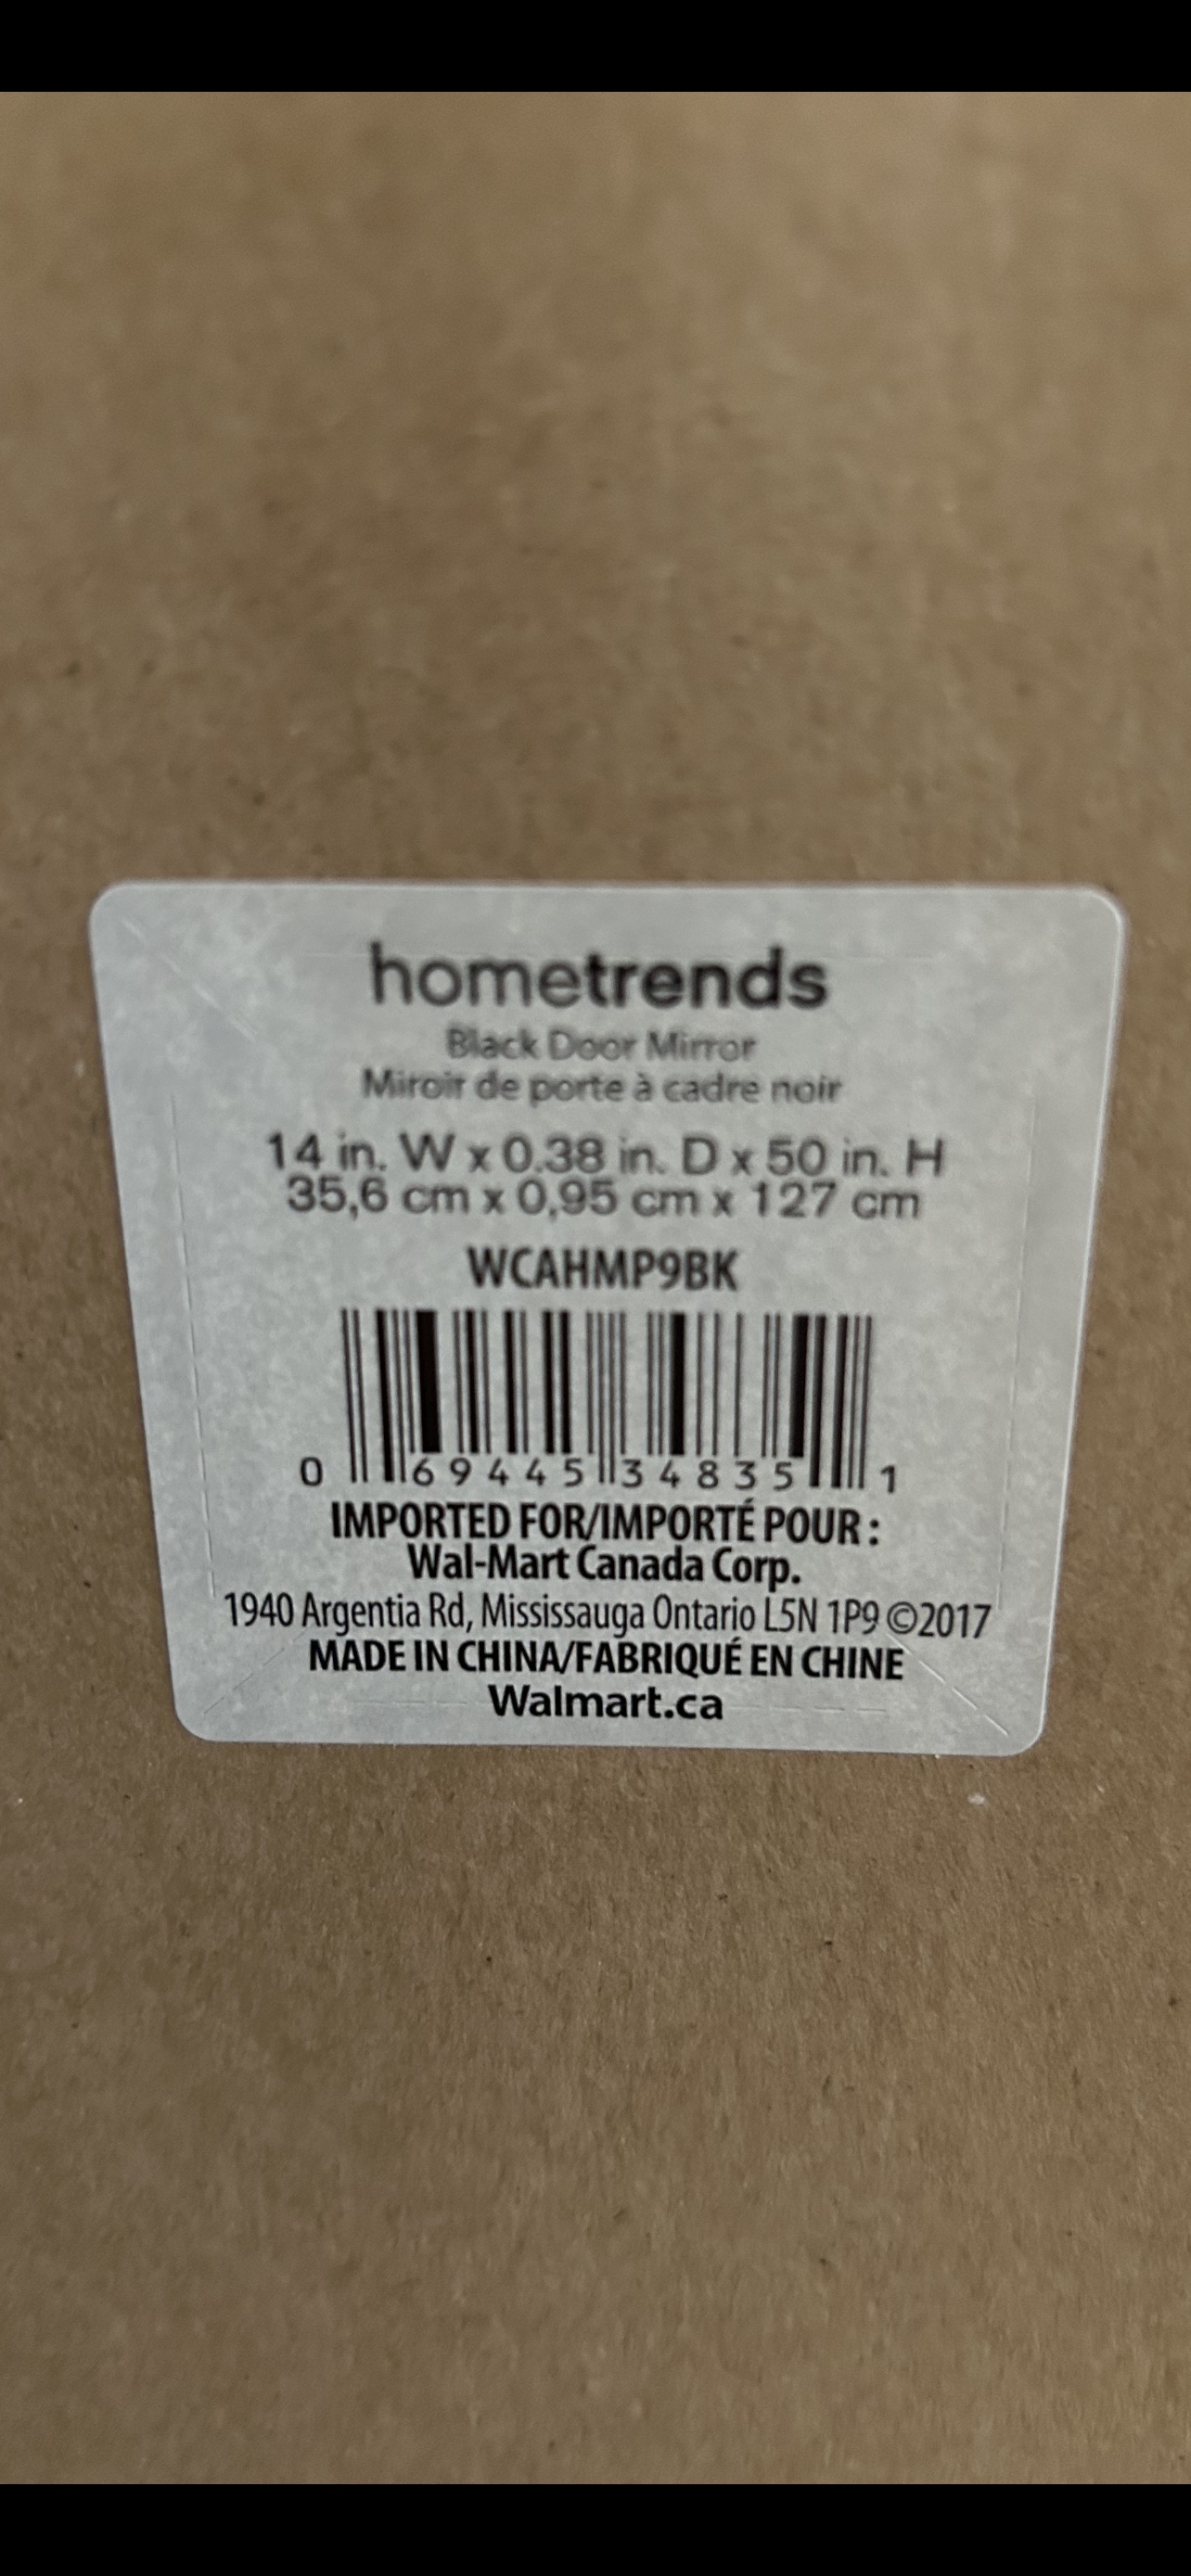 hometrends
Black Door Mirror
Miroir de porte à cadre noir
14 in. W x 0.38 in. D x 50 in. H
35,6 cm x 0,95 cm x 127 cm
WCAHMP9BK
0 69445 34835 1
IMPORTED FOR/IMPORTÉ POUR :
Wal-Mart Canada Corp.
1940 Argentia Rd, Mississauga Ontario L5N 1P9 ©2017
MADE IN CHINA/FABRIQUÉ EN CHINE
Walmart.ca